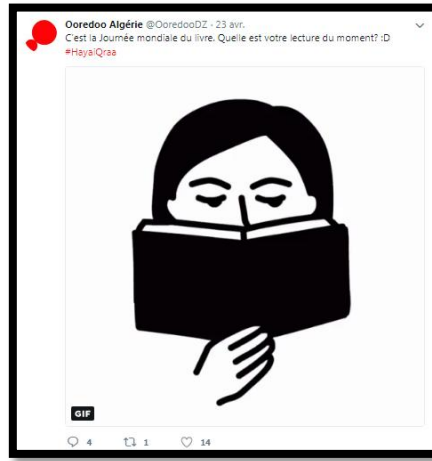 Ooredoo Algérie @OoredooDZ · 23 avr.
C'est la Journée mondiale du livre. Quelle est votre lecture du moment? :D
#HayaIQraa
GIF
4 1 14